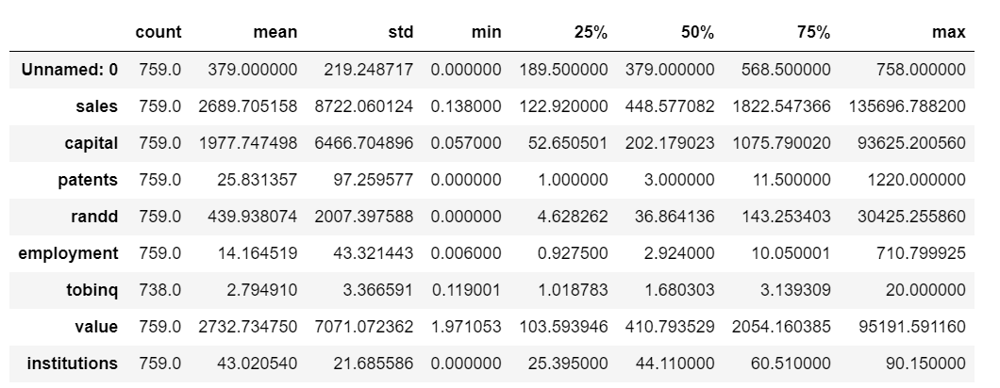 count mean std min 25% 50% 75% max
Unnamed: 0 759.0 379.000000 219.248717 0.000000 189.500000 379.000000 568.500000 758.000000
sales 759.0 2689.705158 8722.060124 0.138000 122.920000 448.577082 1822.547366 135696.788200
capital 759.0 1977.747498 6466.704896 0.057000 52.650501 202.179023 1075.790020 93625.200560
patents 759.0 25.831357 97.259577 0.000000 1.000000 3.000000 11.500000 1220.000000
randd 759.0 439.938074 2007.397588 0.000000 4.628262 36.864136 143.253403 30425.255860
employment 759.0 14.164519 43.321443 0.006000 0.927500 2.924000 10.050001 710.799925
tobinq 738.0 2.794910 3.366591 0.119001 1.018783 1.680303 3.139309 20.000000
value 759.0 2732.734750 7071.072362 1.971053 103.593946 410.793529 2054.160385 95191.591160
institutions 759.0 43.020540 21.685586 0.000000 25.395000 44.110000 60.510000 90.150000